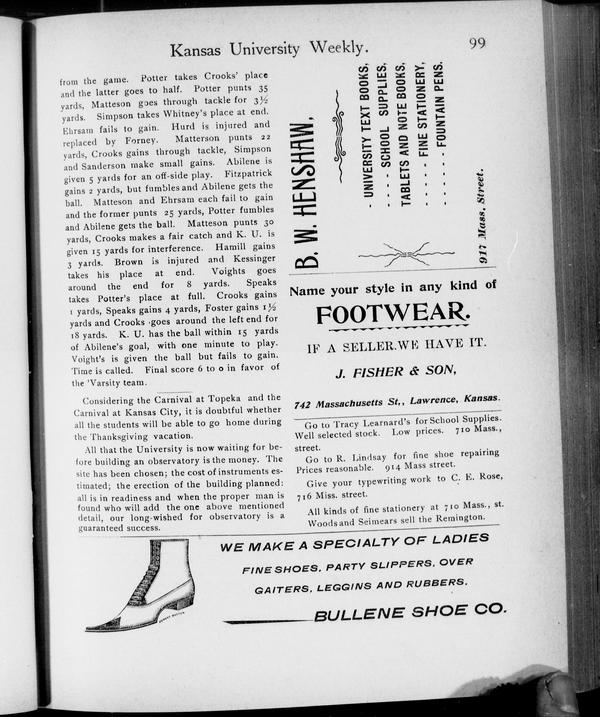 Kansas University Weekly.
99
from the game. Potter takes Crooks' place
and the latter goes to half. Potter punts 35
yards, Matteson goes through tackle for 3½
yards. Simpson takes Whitney's place at end.
Ehrsam fails to gain. Hurd is injured and
replaced by Forney. Matterson punts 22
yards, Crooks gains through tackle, Simpson
and Sanderson make small gains. Abilene is
given 5 yards for an off-side play. Fitzpatrick
gains 2 yards, but fumbles and Abilene gets the
ball. Matteson and Ehrsam each fail to gain
and the former punts 25 yards, Potter fumbles
and Abilene gets the ball. Matteson punts 30
yards, Crooks makes a fair catch and K. U. is
given 15 yards for interference. Hamill gains
3 yards. Brown is injured and Kessinger
takes his place at end. Voights goes
around the end for 8 yards. Speaks
takes Potter's place at full. Crooks gains
1 yards, Speaks gains 4 yards, Foster gains 1½
yards and Crooks goes around the left end for
18 yards. K. U. has the ball within 15 yards
of Abilene's goal, with one minute to play.
Voight's is given the ball but fails to gain.
Time is called. Final score 6 to 0 in favor of
the 'Varsity team.
Considering the Carnival at Topeka and the
Carnival at Kansas City, it is doubtful whether
all the students will be able to go home during
the Thanksgiving vacation.
All that the University is now waiting for be-
fore building an observatory is the money. The
site has been chosen; the cost of instruments es-
timated; the erection of the building planned:
all is in readiness and when the proper man is
found who will add the one above mentioned
detail, our long-wished for observatory is a
guaranteed success.
B. W. HENSHAW,
- UNIVERSITY TEXT BOOKS,
- - - - SCHOOL SUPPLIES,
TABLETS AND NOTE BOOKS.
- - - - - FINE STATIONERY,
- - - - - - FOUNTAIN PENS.
917 Mass. Street.
Name your style in any kind of
FOOTWEAR.
IF A SELLER.WE HAVE IT.
J. FISHER & SON,
742 Massachusetts St., Lawrence, Kansas.
Go to Tracy Learnard's for School Supplies.
Well selected stock. Low prices. 710 Mass.,
street.
Go to R. Lindsay for fine shoe repairing
Prices reasonable. 914 Mass street.
Give your typewriting work to C. E. Rose,
716 Miss. street.
All kinds of fine stationery at 710 Mass., st.
Woods and Seimears sell the Remington.
WE MAKE A SPECIALTY OF LADIES
FINE SHOES, PARTY SLIPPERS, OVER
GAITERS, LEGGINS AND RUBBERS.
BULLENE SHOE CO.